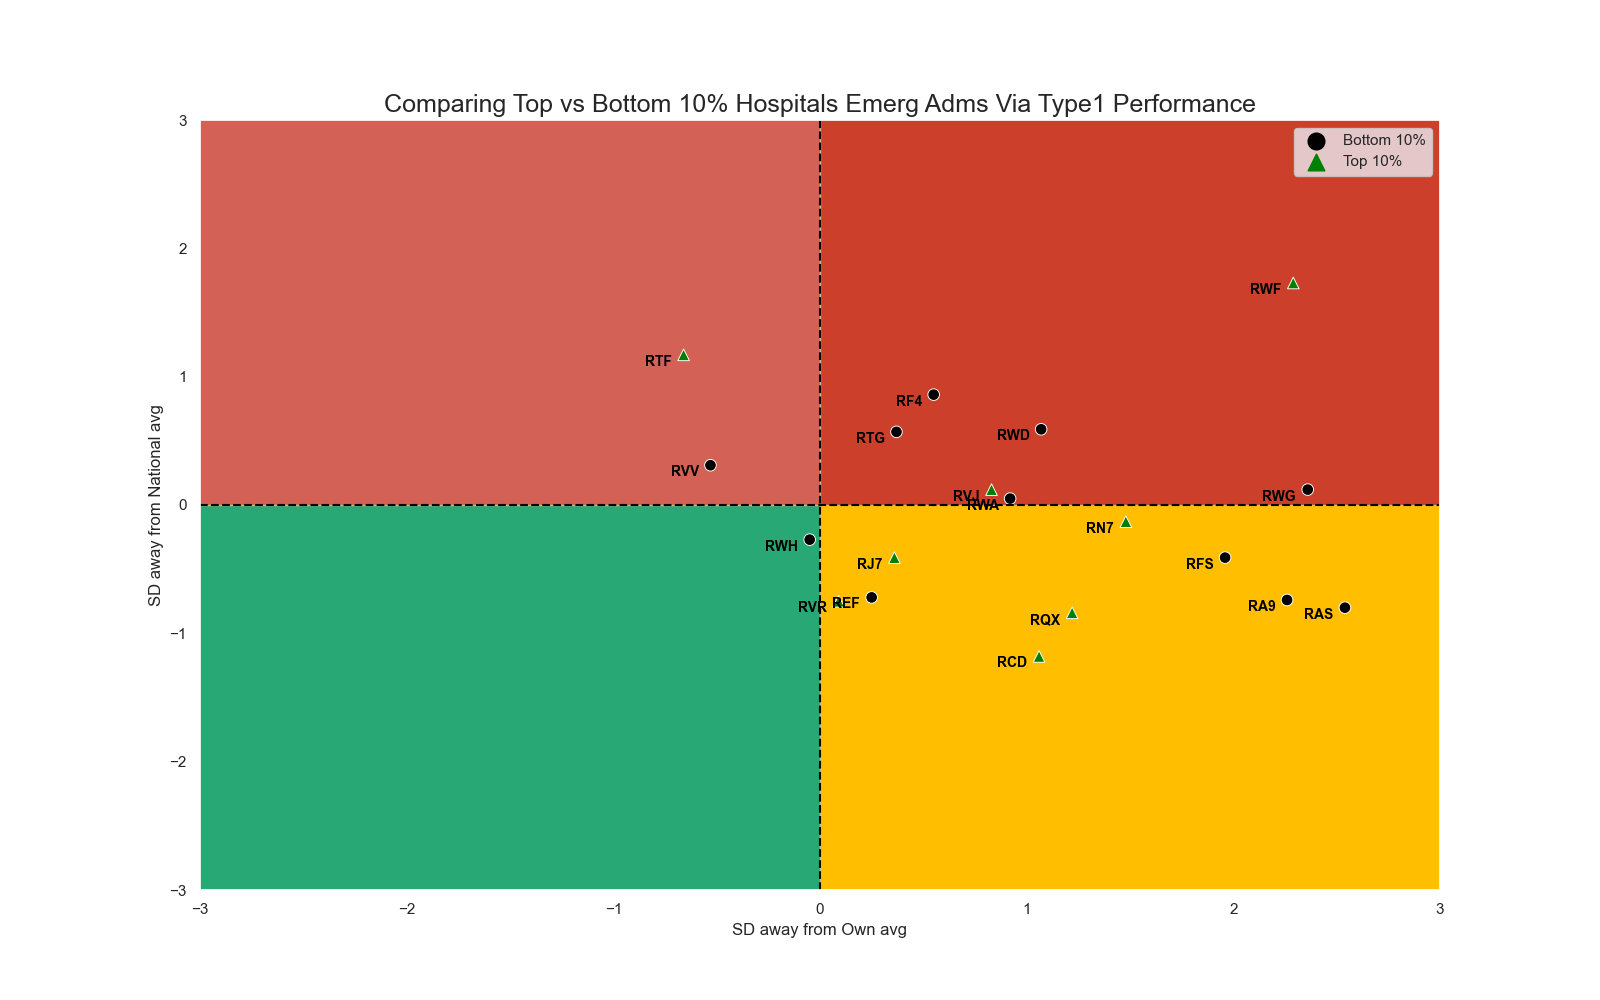 Comparing Top vs Bottom 10% Hospitals Emerg Adms Via Type1 Performance
Bottom 10%
Top 10%
3
2
1
0
−1
−2
−3
SD away from National avg
RWF
RTF
RF4
RTG
RWD
RVV
RVJ
RWA
RWG
RN7
RWH
RJ7
RFS
RVR
REF
RA9
RAS
RQX
RCD
−3
−2
−1
0
1
2
3
SD away from Own avg